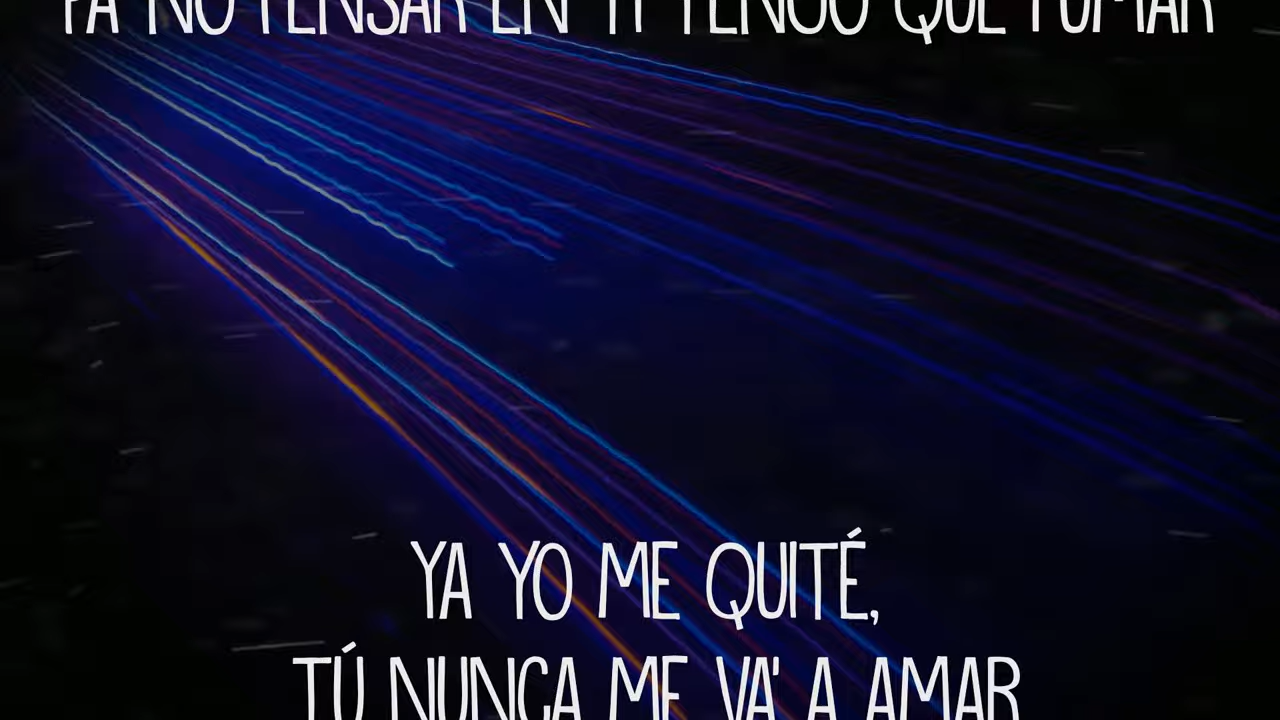 PA' NO PENSAR EN TI TENGO QUE FUMAR
YA YO ME QUITÉ,
TÚ NUNCA ME VA' A AMAR